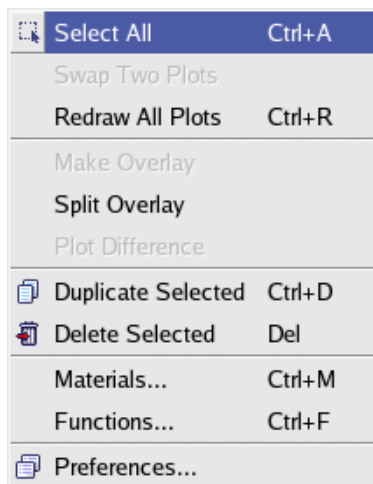 Select All Ctrl+A
Swap Two Plots
Redraw All Plots Ctrl+R
Make Overlay
Split Overlay
Plot Difference
Duplicate Selected Ctrl+D
Delete Selected Del
Materials... Ctrl+M
Functions... Ctrl+F
Preferences...